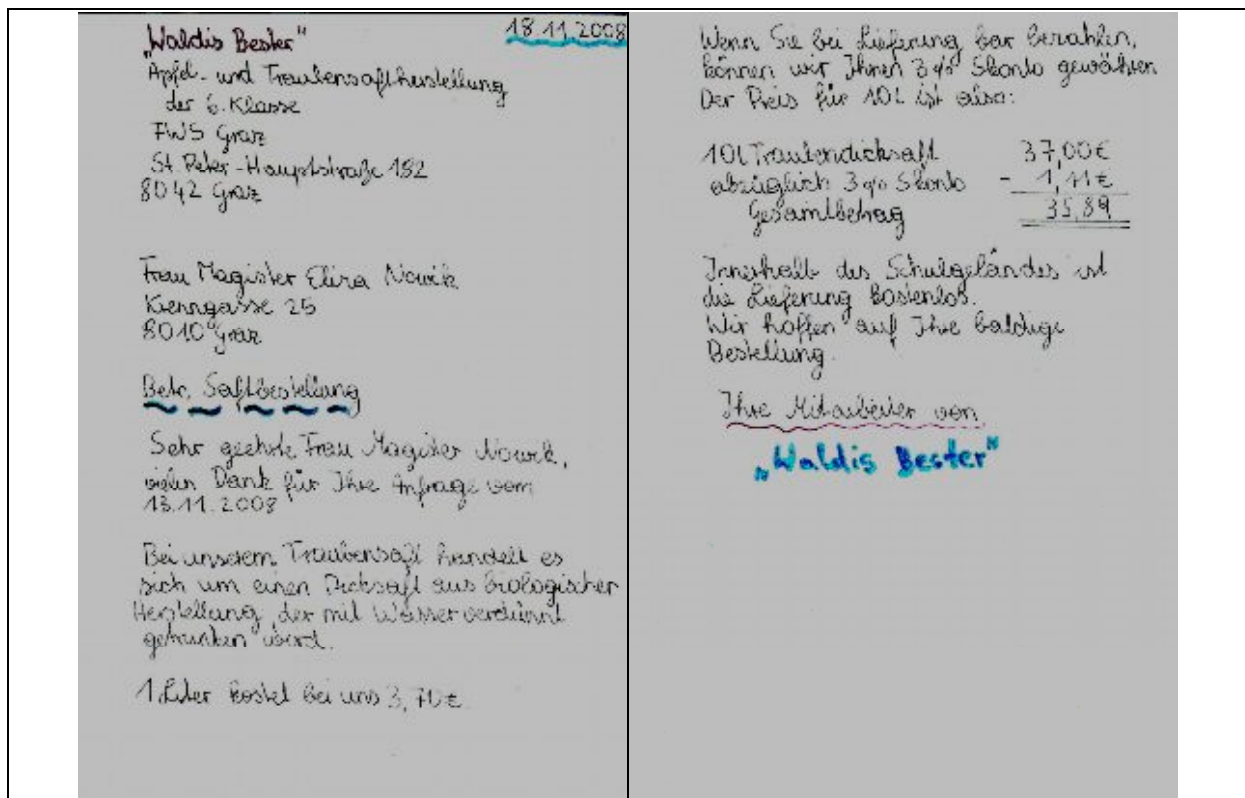 „Waldis Bester"
18.11.2008
Apfel- und Traubensaftherstellung
der 6. Klasse
FWS Graz
St. Peter-Hauptstraße 182
8042 Graz
Frau Magister Elira Nowik
Kienngasse 25
8010 Graz
Betr. Saftbestellung
Sehr geehrte Frau Magister Nowik,
vielen Dank für Ihre Anfrage vom
13.11.2008
Bei unserem Traubensaft handelt es
sich um einen Dicksaft aus biologischer
Herstellung, der mit Wasser verdünnt
getrunken wird.
1 Liter kostet bei uns 3,70€
Wenn Sie bei Lieferung bar bezahlen,
können wir Ihnen 3% Skonto gewähren
Der Preis für 10L ist also:
10L Traubendicksaft 37,00€
abzüglich 3% Skonto - 1,11€
Gesamtbetrag 35,89
Innerhalb des Schulgeländes ist
die Lieferung kostenlos.
Wir hoffen auf Ihre baldige
Bestellung.
Ihre Mitarbeiter von
„Waldis Bester"